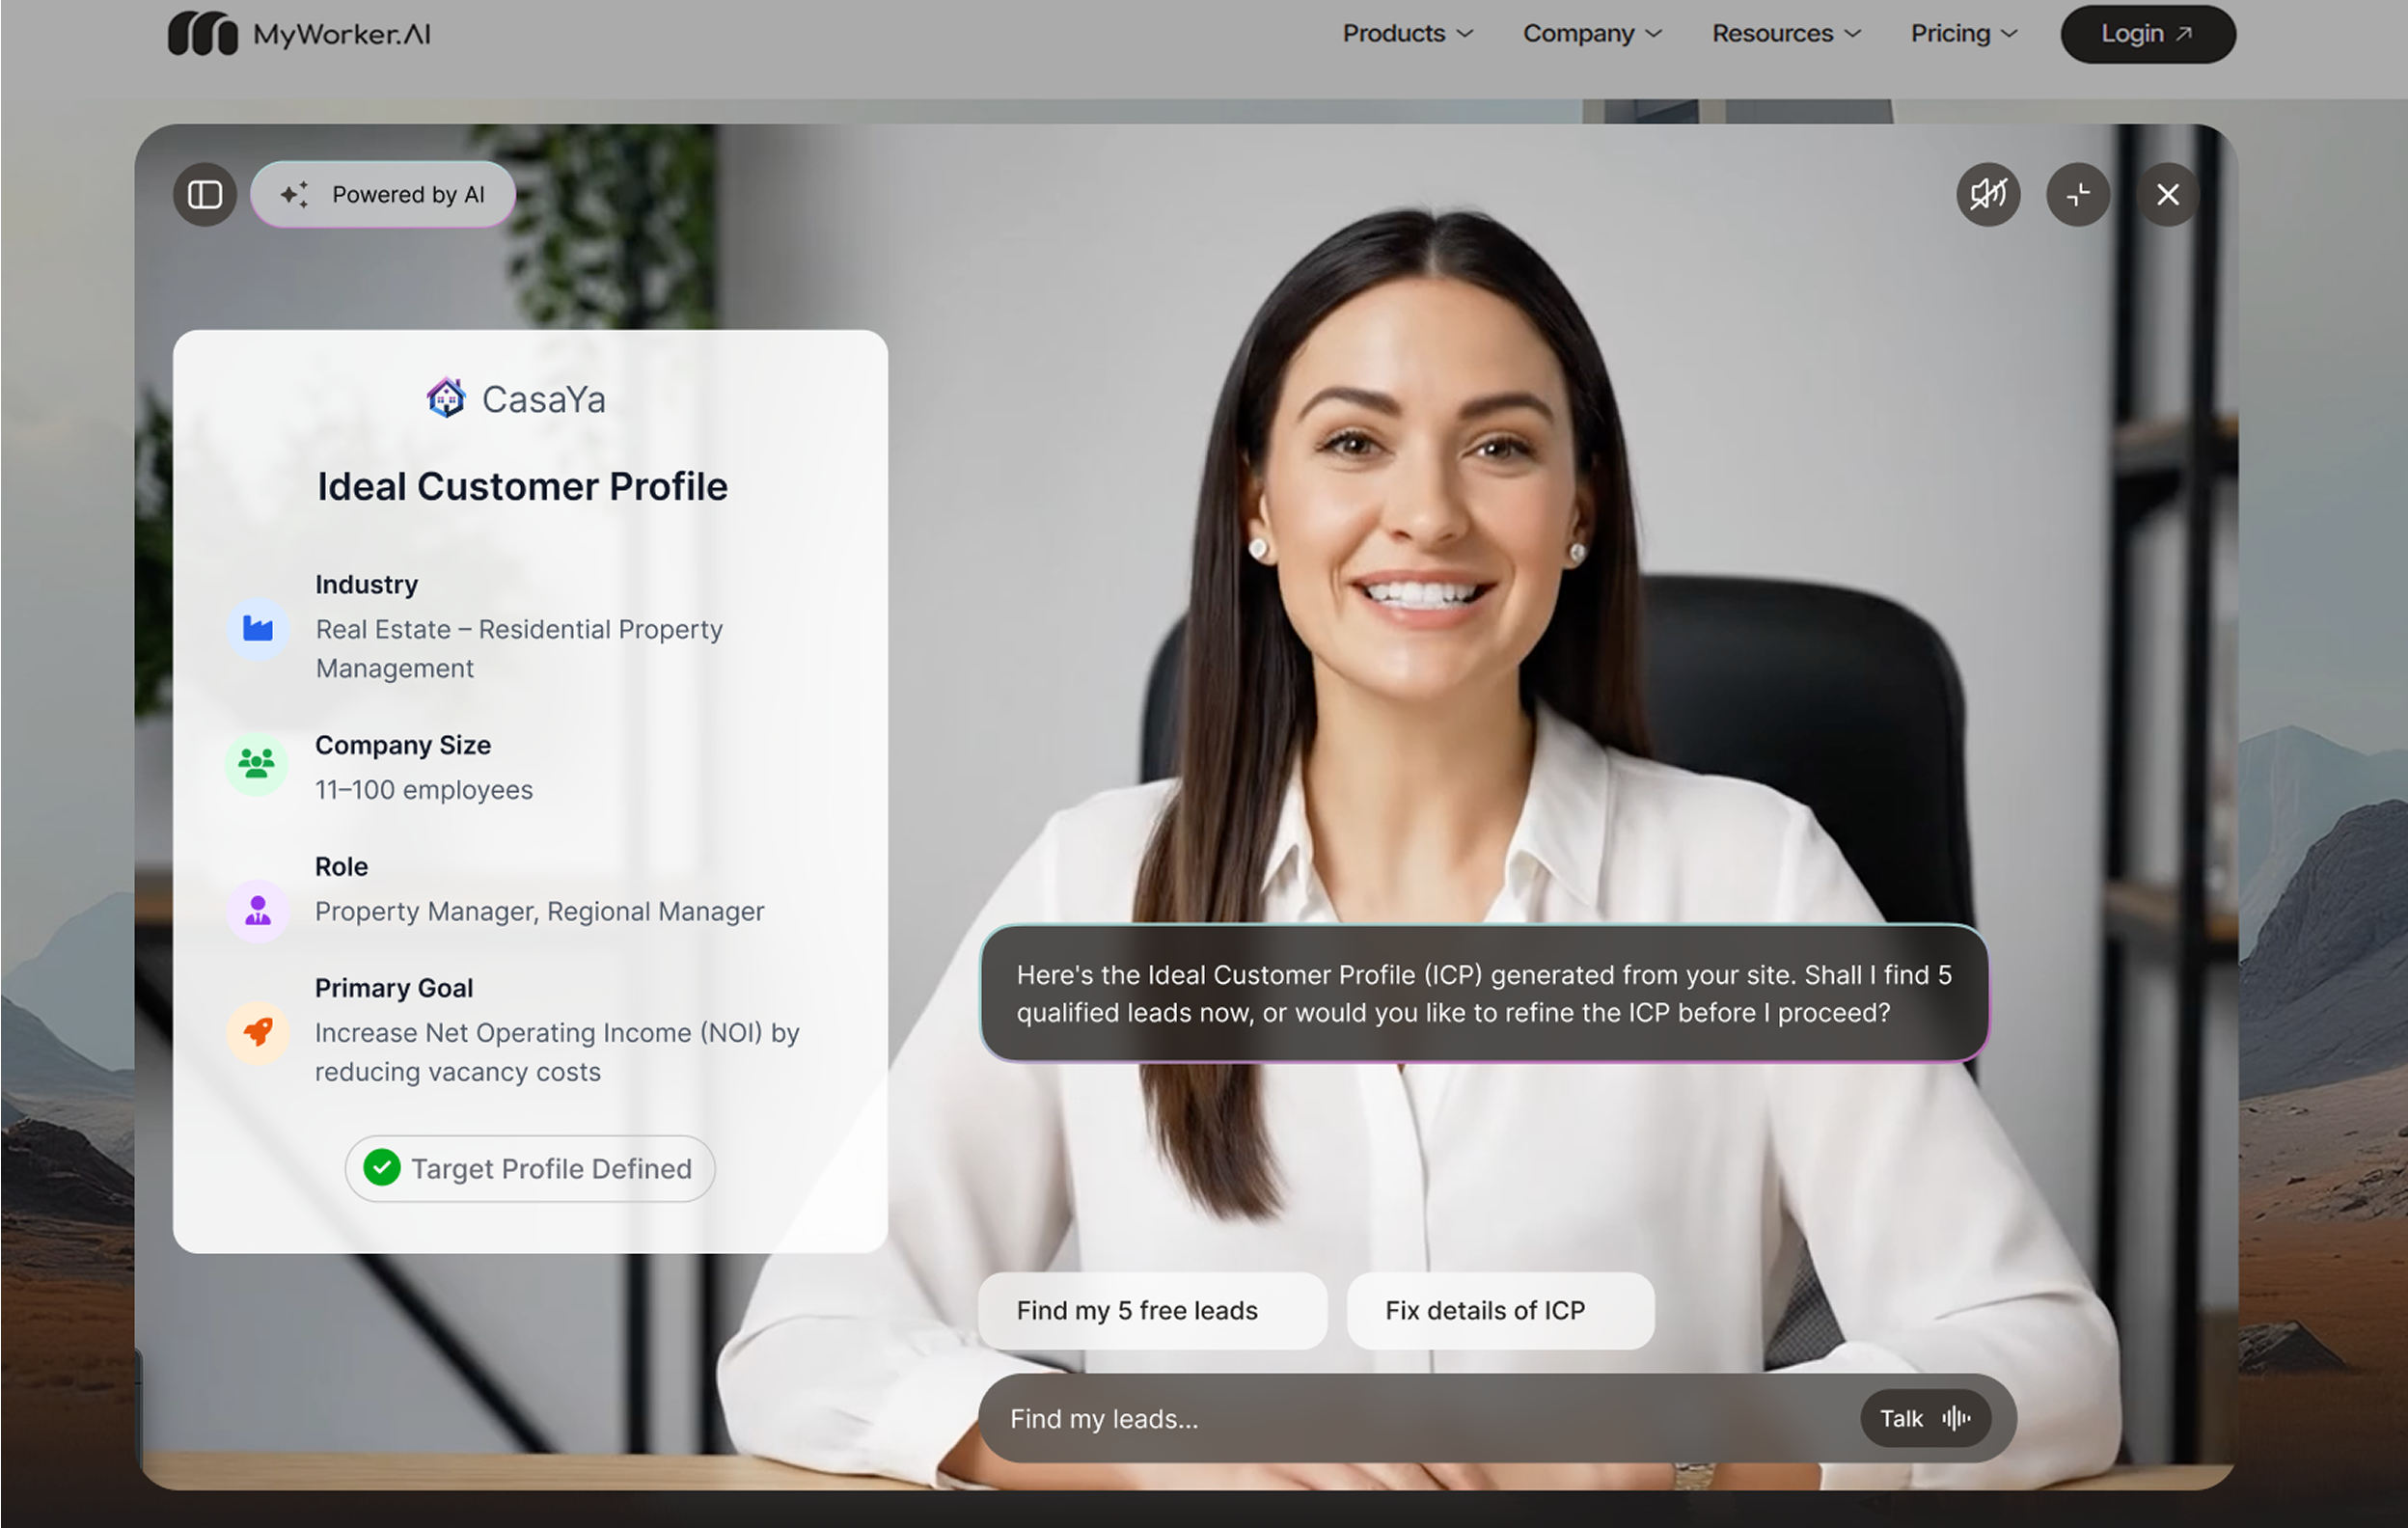 MyWorker.AI
Products
Company
Resources
Pricing
Login
Powered by AI
CasaYa
Ideal Customer Profile
Industry
Real Estate – Residential Property
Management
Company Size
11–100 employees
Role
Property Manager, Regional Manager
Primary Goal
Increase Net Operating Income (NOI) by
reducing vacancy costs
Target Profile Defined
Here's the Ideal Customer Profile (ICP) generated from your site. Shall I find 5
qualified leads now, or would you like to refine the ICP before I proceed?
Find my 5 free leads
Fix details of ICP
Find my leads...
Talk